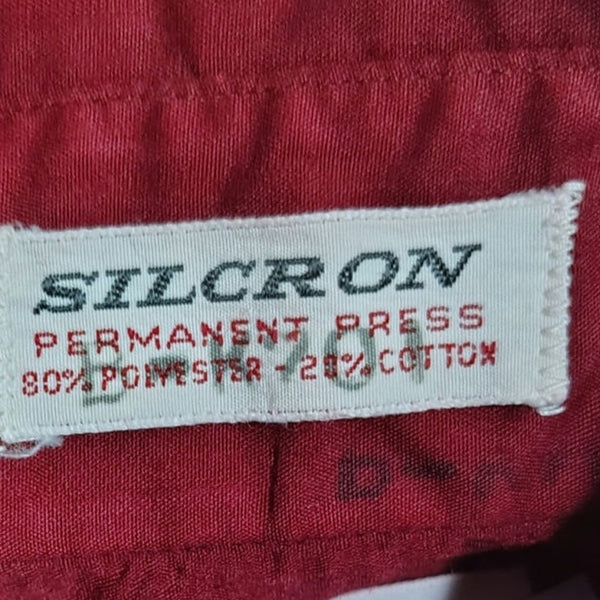 SILCRON
PERMANENT PRESS
80% POLYESTER - 20% COTTON